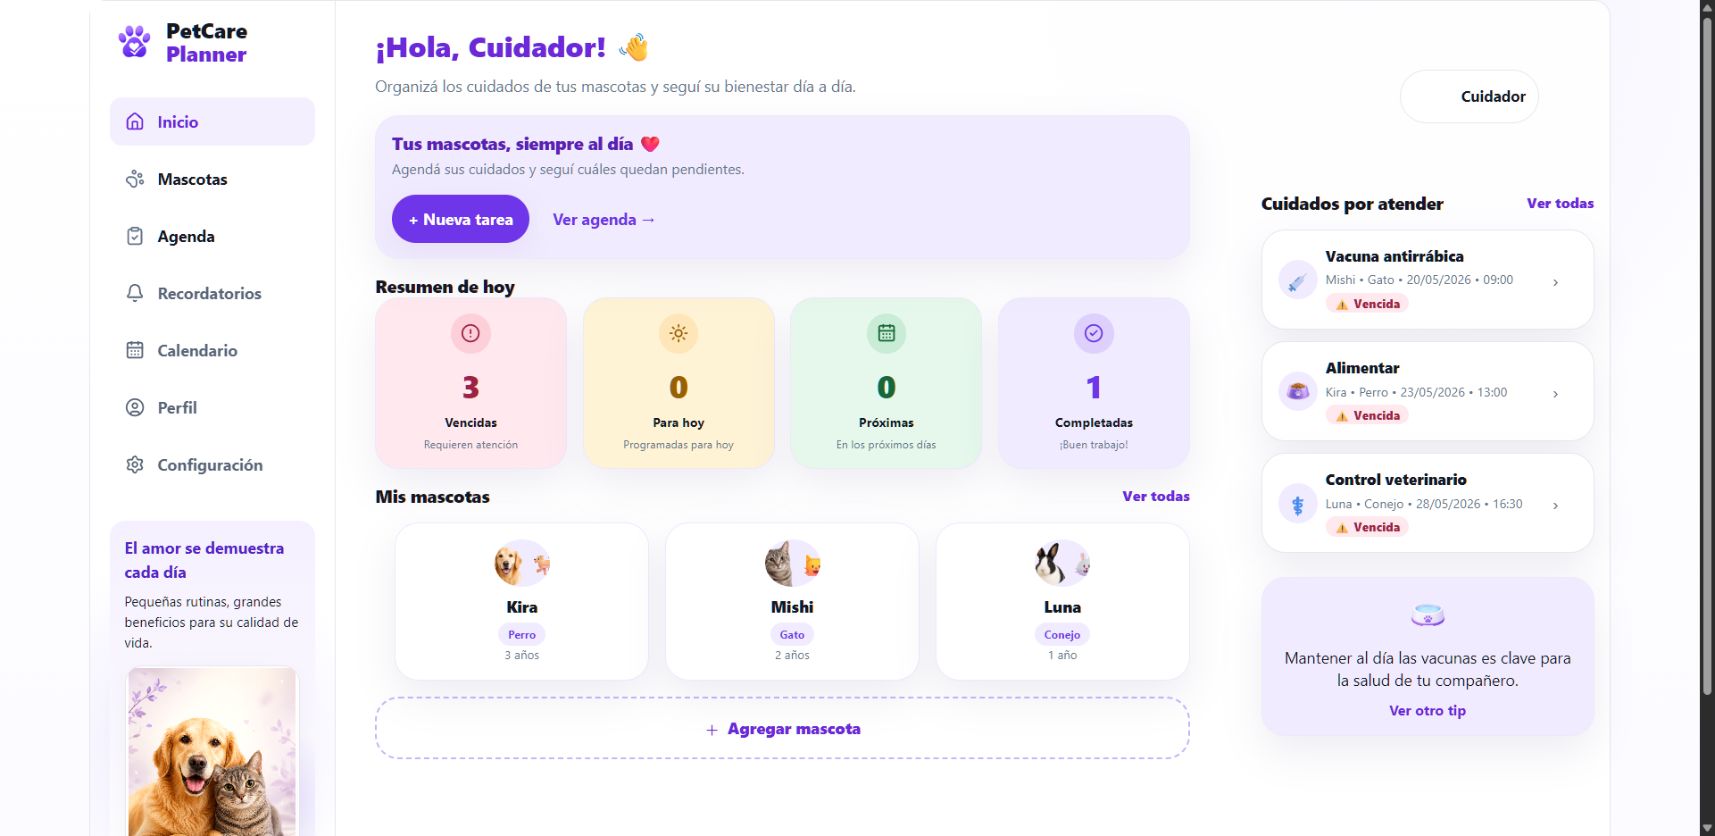 PetCare
Planner
Inicio
Mascotas
Agenda
Recordatorios
Calendario
Perfil
Configuración
El amor se demuestra
cada día
Pequeñas rutinas, grandes
beneficios para su calidad de
vida.
¡Hola, Cuidador! 👋
Organizá los cuidados de tus mascotas y seguí su bienestar día a día.
Tus mascotas, siempre al día ❤️
Agendá sus cuidados y seguí cuáles quedan pendientes.
+ Nueva tarea
Ver agenda →
Resumen de hoy
3
Vencidas
Requieren atención
0
Para hoy
Programadas para hoy
0
Próximas
En los próximos días
1
Completadas
¡Buen trabajo!
Mis mascotas
Ver todas
Kira
Perro
3 años
Mishi
Gato
2 años
Luna
Conejo
1 año
+ Agregar mascota
Cuidador
Cuidados por atender
Ver todas
Vacuna antirrábica
Mishi • Gato • 20/05/2026 • 09:00
⚠️ Vencida
Alimentar
Kira • Perro • 23/05/2026 • 13:00
⚠️ Vencida
Control veterinario
Luna • Conejo • 28/05/2026 • 16:30
⚠️ Vencida
Mantener al día las vacunas es clave para
la salud de tu compañero.
Ver otro tip